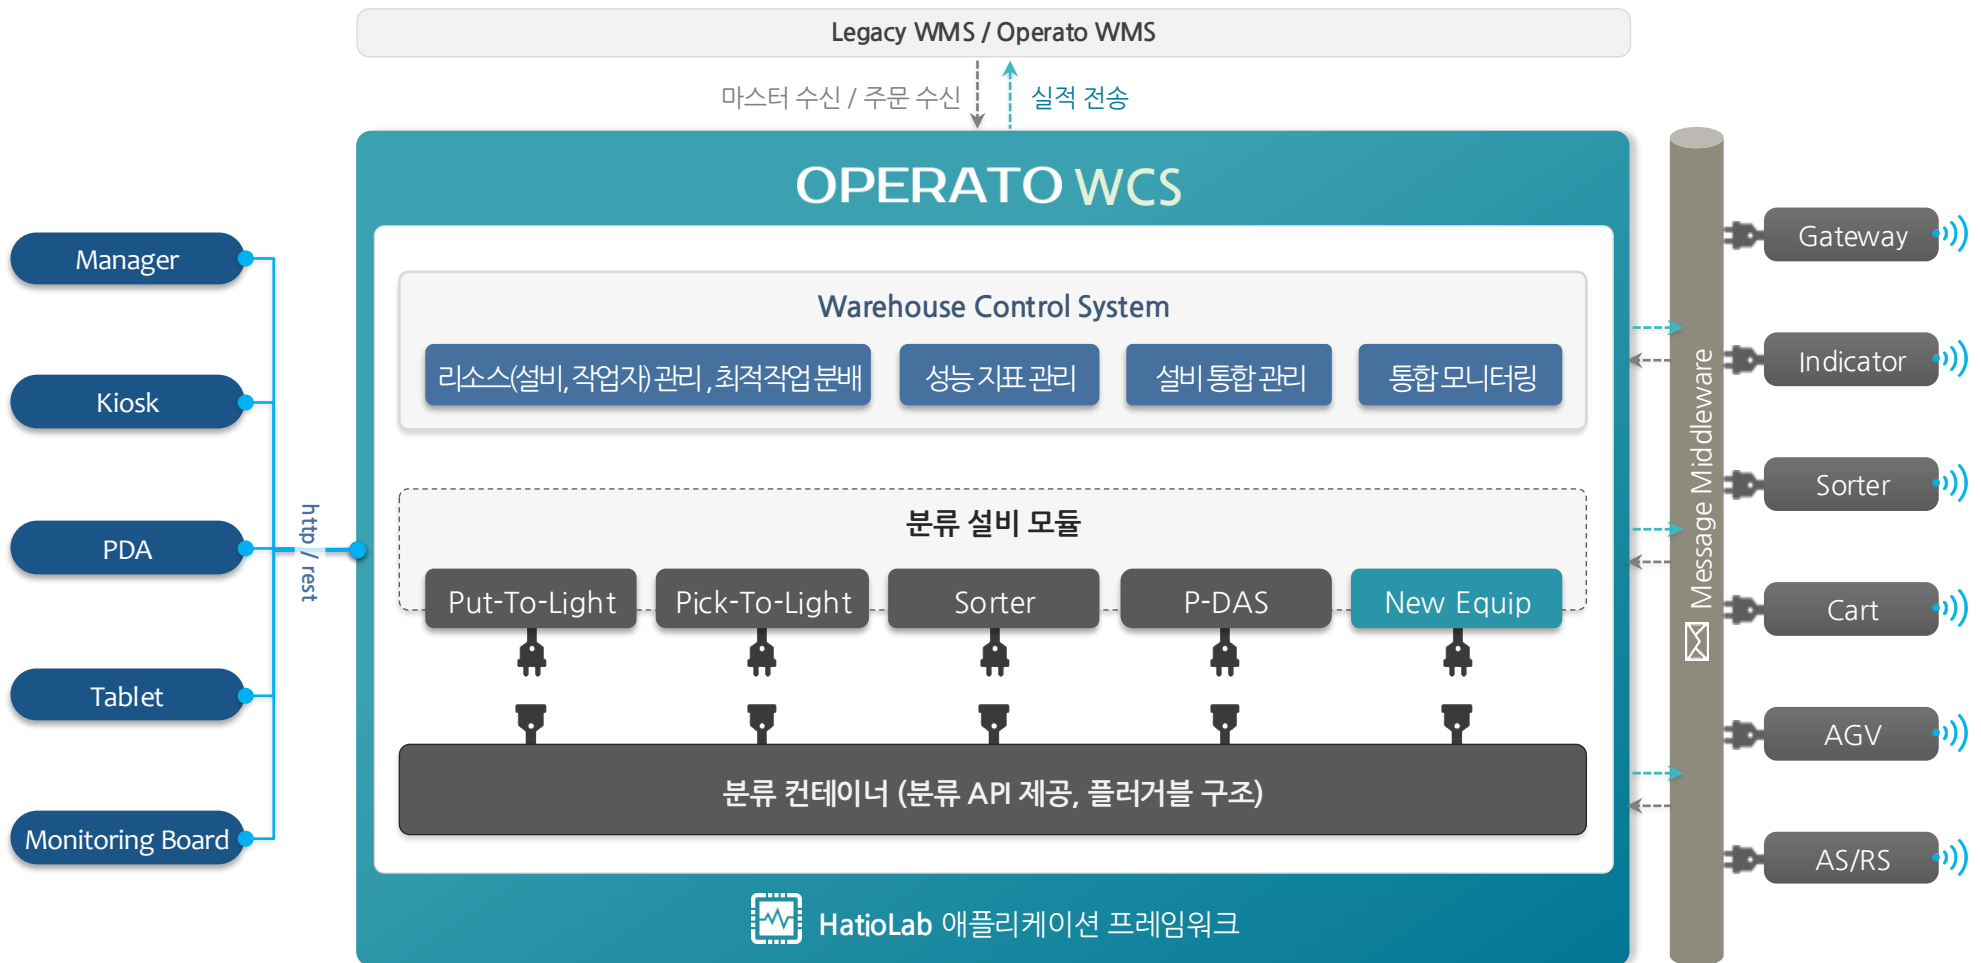 Legacy WMS / Operato WMS
마스터 수신 / 주문 수신
실적 전송
OPERATO WCS
Warehouse Control System
리소스(설비, 작업자) 관리 , 최적작업 분배
성능 지표 관리
설비 통합 관리
통합 모니터링
분류 설비 모듈
Put-To-Light
Pick-To-Light
Sorter
P-DAS
New Equip
분류 컨테이너 (분류 API 제공, 플러거블 구조)
HatioLab 애플리케이션 프레임워크
Manager
Kiosk
PDA
Tablet
Monitoring Board
http / rest
Message Middleware
Gateway
Indicator
Sorter
Cart
AGV
AS/RS